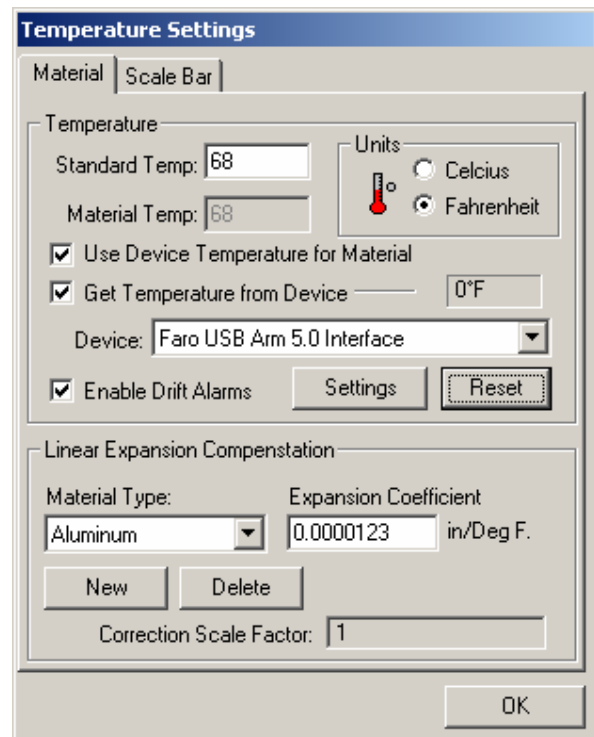 Temperature Settings
Material Scale Bar
Temperature
Standard Temp: 68
Material Temp: 68
Units
Celcius
Fahrenheit
Use Device Temperature for Material
Get Temperature from Device 0°F
Device: Faro USB Arm 5.0 Interface
Enable Drift Alarms Settings Reset
Linear Expansion Compenstation
Material Type: Expansion Coefficient
Aluminum 0.0000123 in/Deg F.
New Delete
Correction Scale Factor: 1
OK